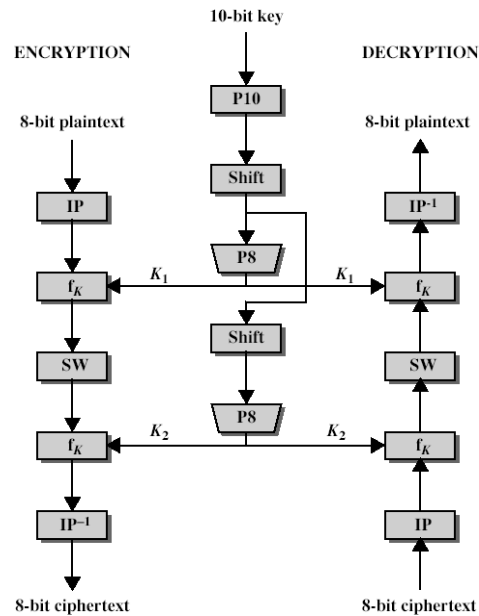 10-bit key
ENCRYPTION
DECRYPTION
P10
8-bit plaintext
8-bit plaintext
Shift
IP
IP⁻¹
P8
f_K
K₁
K₁
f_K
Shift
SW
SW
P8
f_K
K₂
K₂
f_K
IP⁻¹
IP
8-bit ciphertext
8-bit ciphertext